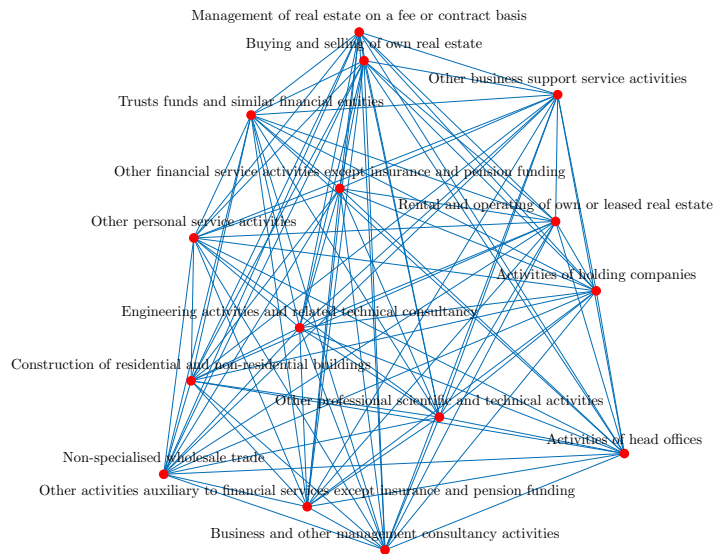 Management of real estate on a fee or contract basis
Buying and selling of own real estate
Other business support service activities
Trusts funds and similar financial entities
Other financial service activities except insurance and pension funding
Rental and operating of own or leased real estate
Other personal service activities
Activities of holding companies
Engineering activities and related technical consultancy
Construction of residential and non-residential buildings
Other professional scientific and technical activities
Activities of head offices
Non-specialised wholesale trade
Other activities auxiliary to financial services except insurance and pension funding
Business and other management consultancy activities